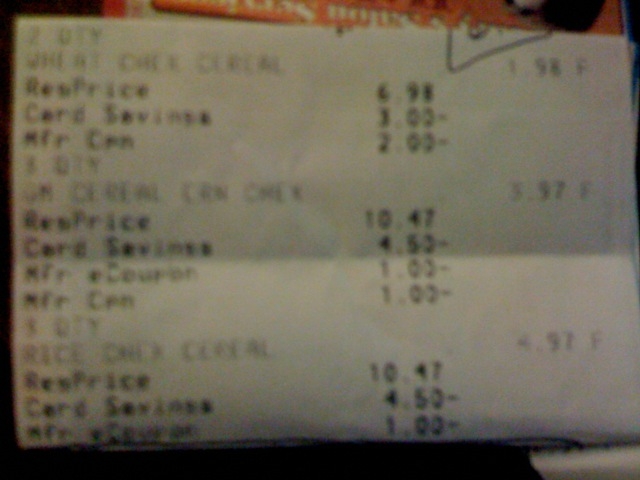 2 QTY
WHEAT CHEX CEREAL 1.98 F
RegPrice 6.98
Card Savings 3.00-
Mfr Cpn 2.00-
3 QTY
GM CEREAL CRN CHEX 3.97 F
RegPrice 10.47
Card Savings 4.50-
Mfr eCoupon 1.00-
Mfr Cpn 1.00-
3 QTY
RICE CHEX CEREAL 4.97 F
RegPrice 10.47
Card Savings 4.50-
Mfr eCoupon 1.00-